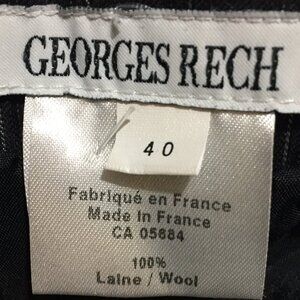 GEORGES RECH
40
Fabriqué en France
Made in France
CA 05684
100%
Laine / Wool